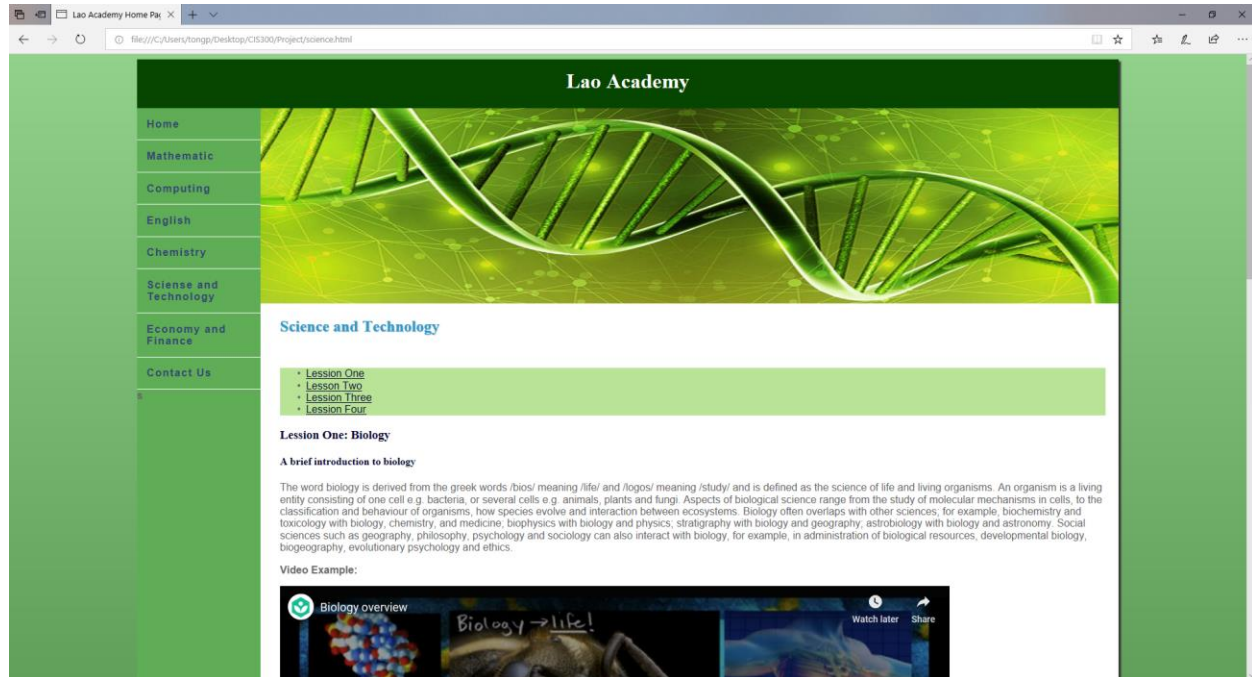 Lao Academy Home Pag
file:///C:/Users/tongp/Desktop/CIS300/Project/science.html
Lao Academy
Home
Mathematic
Computing
English
Chemistry
Sciense and
Technology
Economy and
Finance
Contact Us
s
Science and Technology
• Lession One
• Lesson Two
• Lession Three
• Lession Four
Lession One: Biology
A brief introduction to biology
The word biology is derived from the greek words /bios/ meaning /life/ and /logos/ meaning /study/ and is defined as the science of life and living organisms. An organism is a living
entity consisting of one cell e.g. bacteria, or several cells e.g. animals, plants and fungi. Aspects of biological science range from the study of molecular mechanisms in cells, to the
classification and behaviour of organisms, how species evolve and interaction between ecosystems. Biology often overlaps with other sciences; for example, biochemistry and
toxicology with biology, chemistry, and medicine; biophysics with biology and physics; stratigraphy with biology and geography; astrobiology with biology and astronomy. Social
sciences such as geography, philosophy, psychology and sociology can also interact with biology, for example, in administration of biological resources, developmental biology,
biogeography, evolutionary psychology and ethics.
Video Example:
Biology overview
Watch later Share
Biology → life!